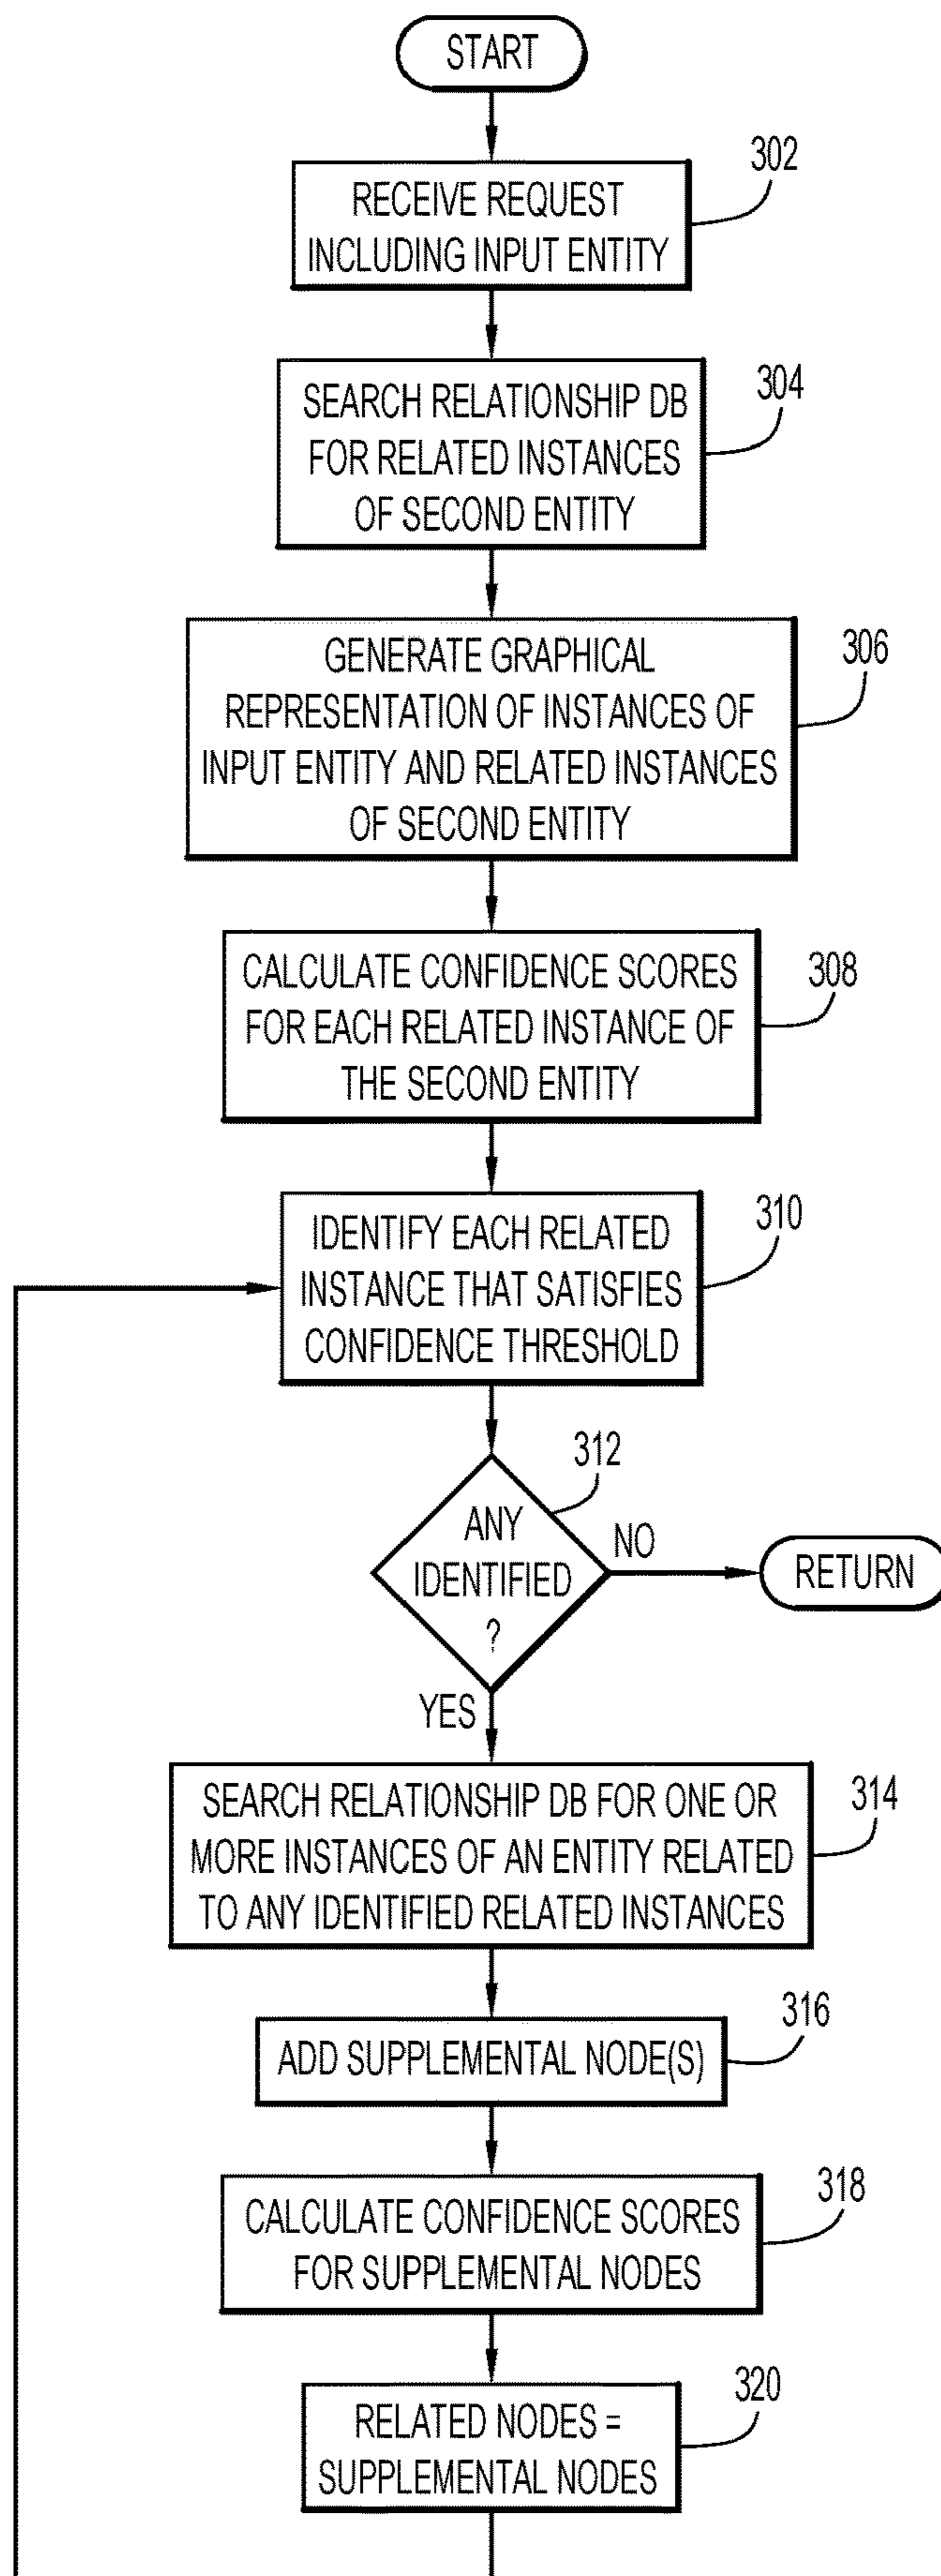 START
302
RECEIVE REQUEST
INCLUDING INPUT ENTITY
304
SEARCH RELATIONSHIP DB
FOR RELATED INSTANCES
OF SECOND ENTITY
306
GENERATE GRAPHICAL
REPRESENTATION OF INSTANCES OF
INPUT ENTITY AND RELATED INSTANCES
OF SECOND ENTITY
308
CALCULATE CONFIDENCE SCORES
FOR EACH RELATED INSTANCE OF
THE SECOND ENTITY
310
IDENTIFY EACH RELATED
INSTANCE THAT SATISFIES
CONFIDENCE THRESHOLD
312
ANY
IDENTIFIED
?
NO
RETURN
YES
314
SEARCH RELATIONSHIP DB FOR ONE OR
MORE INSTANCES OF AN ENTITY RELATED
TO ANY IDENTIFIED RELATED INSTANCES
316
ADD SUPPLEMENTAL NODE(S)
318
CALCULATE CONFIDENCE SCORES
FOR SUPPLEMENTAL NODES
320
RELATED NODES =
SUPPLEMENTAL NODES